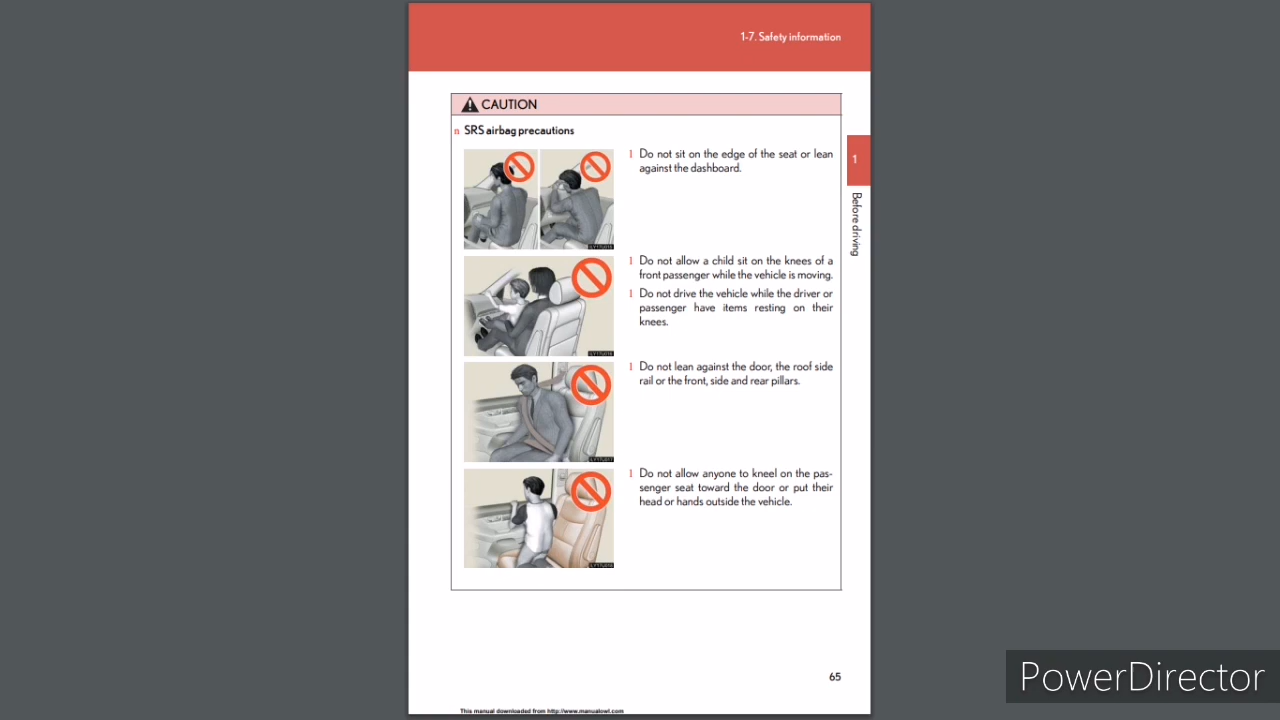 1-7. Safety information
CAUTION
n SRS airbag precautions
l Do not sit on the edge of the seat or lean
against the dashboard.
l Do not allow a child sit on the knees of a
front passenger while the vehicle is moving.
l Do not drive the vehicle while the driver or
passenger have items resting on their
knees.
l Do not lean against the door, the roof side
rail or the front, side and rear pillars.
l Do not allow anyone to kneel on the pas-
senger seat toward the door or put their
head or hands outside the vehicle.
1
Before driving
65
This manual downloaded from http://www.manualowl.com
PowerDirector